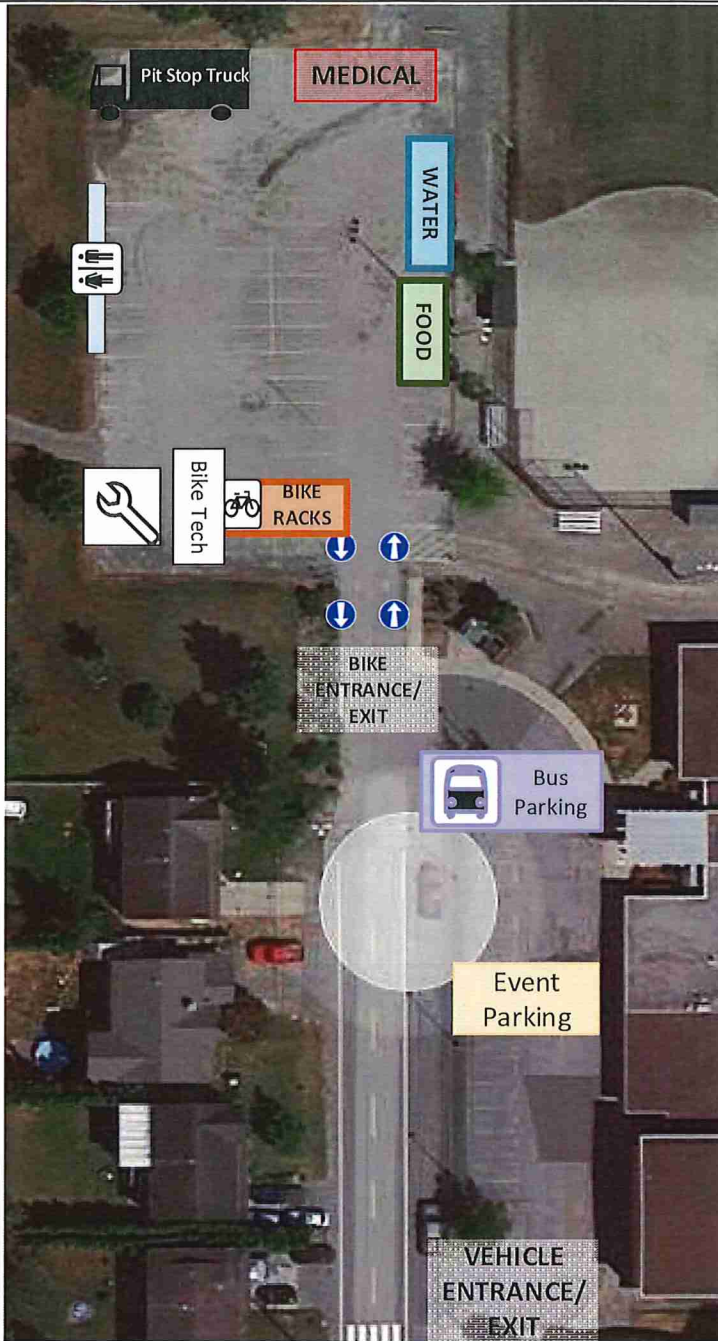 Pit Stop Truck
MEDICAL
WATER
FOOD
Bike Tech
BIKE
RACKS
BIKE
ENTRANCE/
EXIT
Bus
Parking
Event
Parking
VEHICLE
ENTRANCE/
EXIT